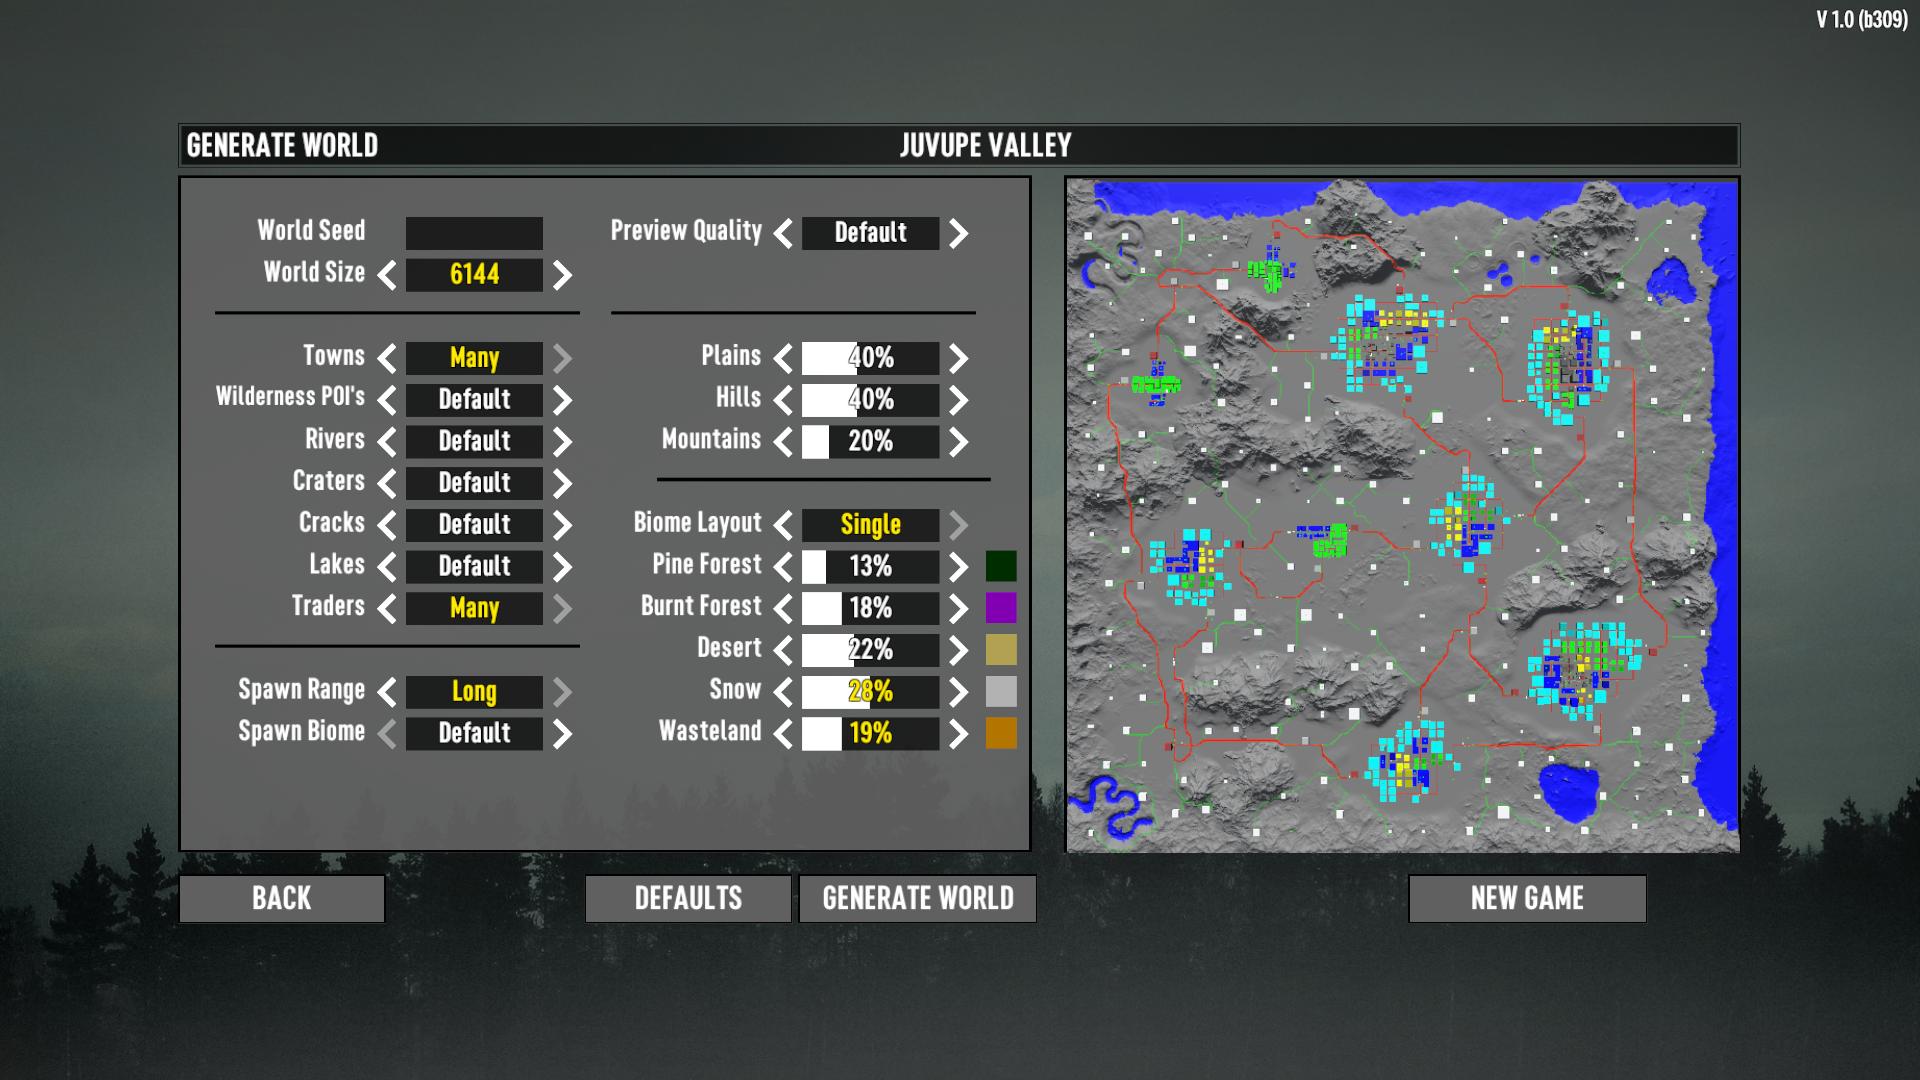 V 1.0 (b309)
GENERATE WORLD
JUVUPE VALLEY
World Seed
World Size 6144
Towns Many
Wilderness POI's Default
Rivers Default
Craters Default
Cracks Default
Lakes Default
Traders Many
Spawn Range Long
Spawn Biome Default
Preview Quality Default
Plains 40%
Hills 40%
Mountains 20%
Biome Layout Single
Pine Forest 13%
Burnt Forest 18%
Desert 22%
Snow 28%
Wasteland 19%
BACK
DEFAULTS
GENERATE WORLD
NEW GAME